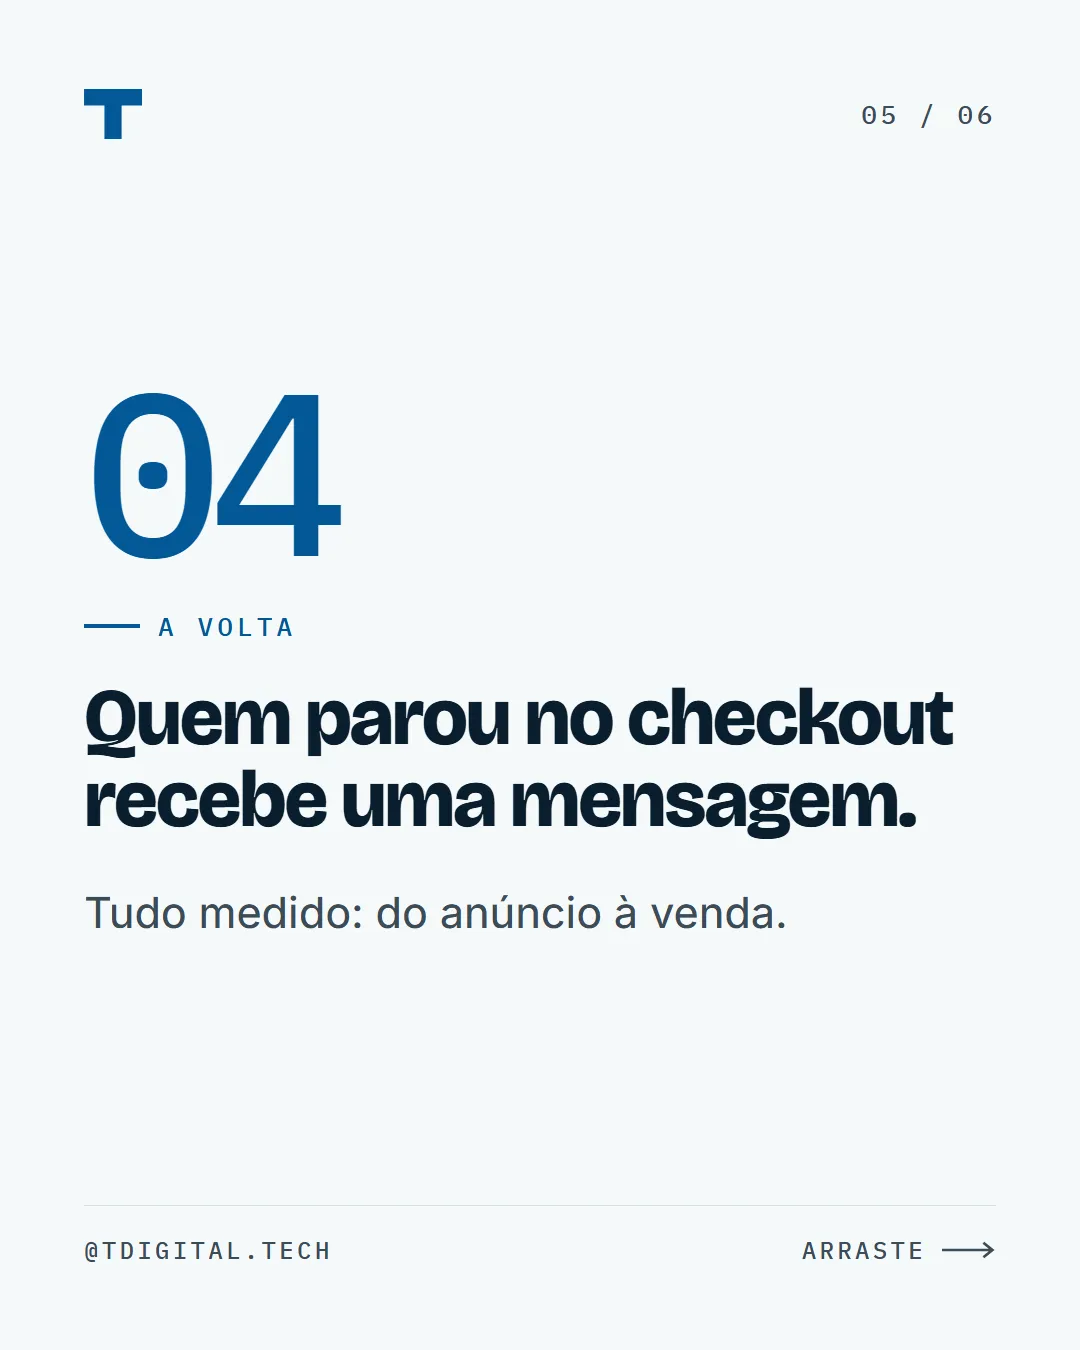 T
05 / 06
04
A VOLTA
Quem parou no checkout
recebe uma mensagem.
Tudo medido: do anúncio à venda.
@TDIGITAL.TECH
ARRASTE